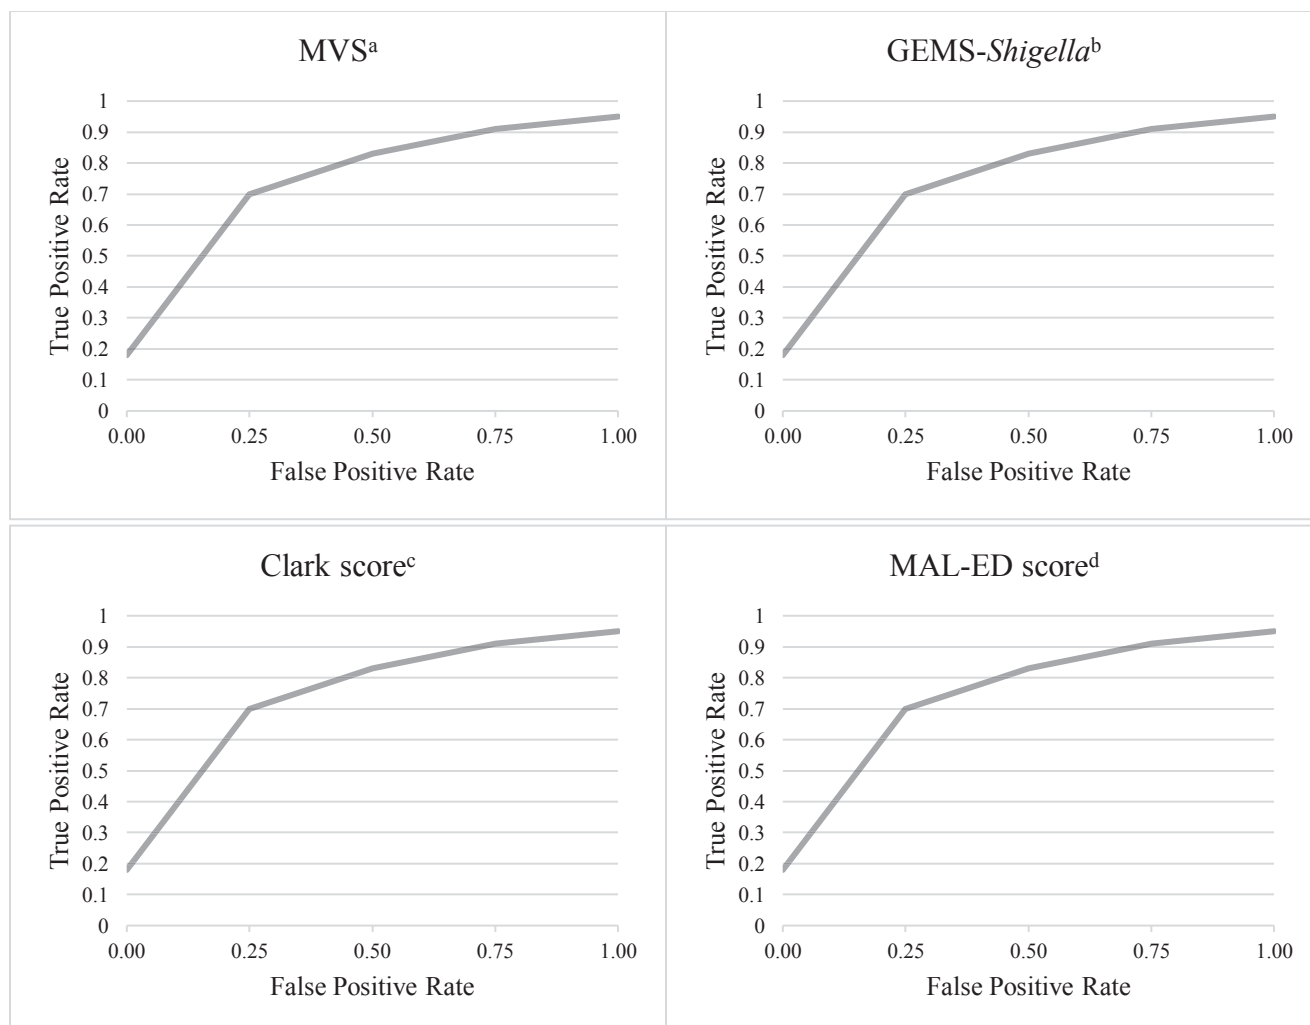 MVSa
1
0.9
0.8
0.7
0.6
0.5
0.4
0.3
0.2
0.1
0
True Positive Rate
0.00 0.25 0.50 0.75 1.00
False Positive Rate
GEMS-Shigellab
1
0.9
0.8
0.7
0.6
0.5
0.4
0.3
0.2
0.1
0
True Positive Rate
0.00 0.25 0.50 0.75 1.00
False Positive Rate
Clark scorec
1
0.9
0.8
0.7
0.6
0.5
0.4
0.3
0.2
0.1
0
True Positive Rate
0.00 0.25 0.50 0.75 1.00
False Positive Rate
MAL-ED scored
1
0.9
0.8
0.7
0.6
0.5
0.4
0.3
0.2
0.1
0
True Positive Rate
0.00 0.25 0.50 0.75 1.00
False Positive Rate